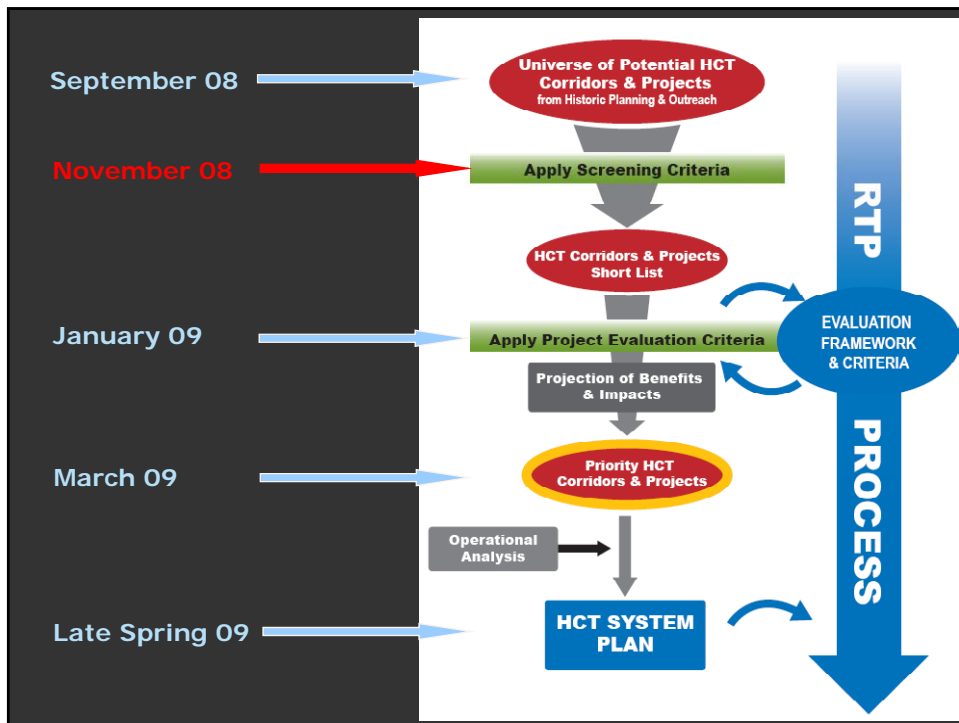 September 08
Universe of Potential HCT
Corridors & Projects
from Historic Planning & Outreach
November 08
Apply Screening Criteria
HCT Corridors & Projects
Short List
January 09
Apply Project Evaluation Criteria
Projection of Benefits
& Impacts
March 09
Priority HCT
Corridors & Projects
Operational
Analysis
Late Spring 09
HCT SYSTEM
PLAN
RTP
EVALUATION
FRAMEWORK
& CRITERIA
PROCESS